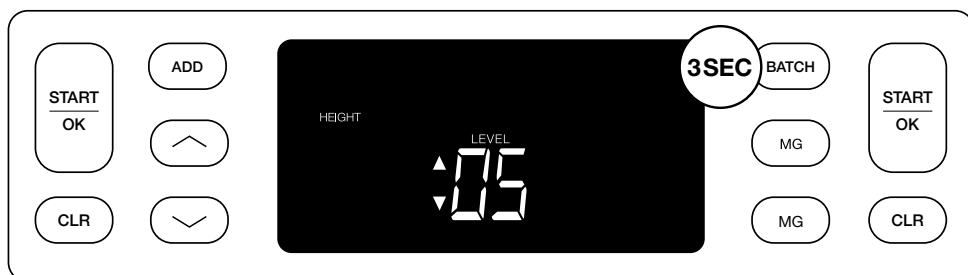 START
OK
CLR
ADD
HEIGHT
LEVEL
05
3SEC
BATCH
MG
MG
START
OK
CLR